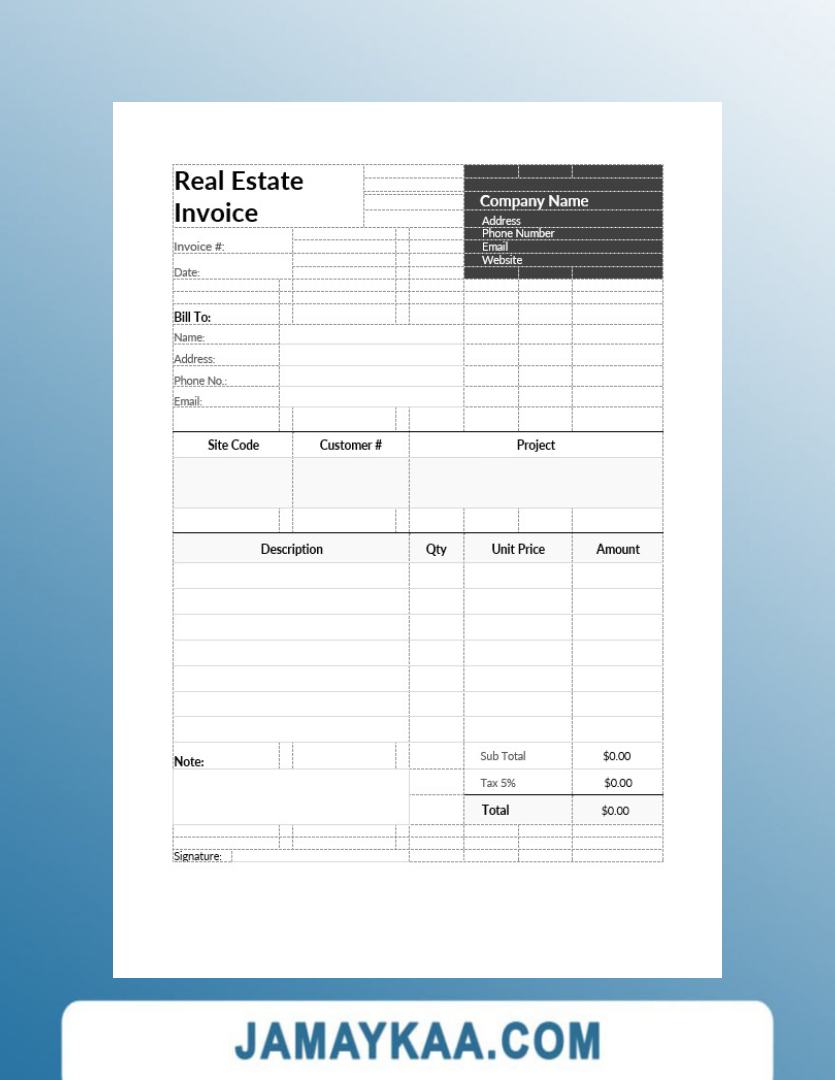 Real Estate
Invoice
Company Name
Address
Phone Number
Email
Website
Invoice #:
Date:
Bill To:
Name:
Address:
Phone No.:
Email:
Site Code Customer # Project
Description Qty Unit Price Amount
Note:
Sub Total $0.00
Tax 5% $0.00
Total $0.00
Signature:
JAMAYKAA.COM